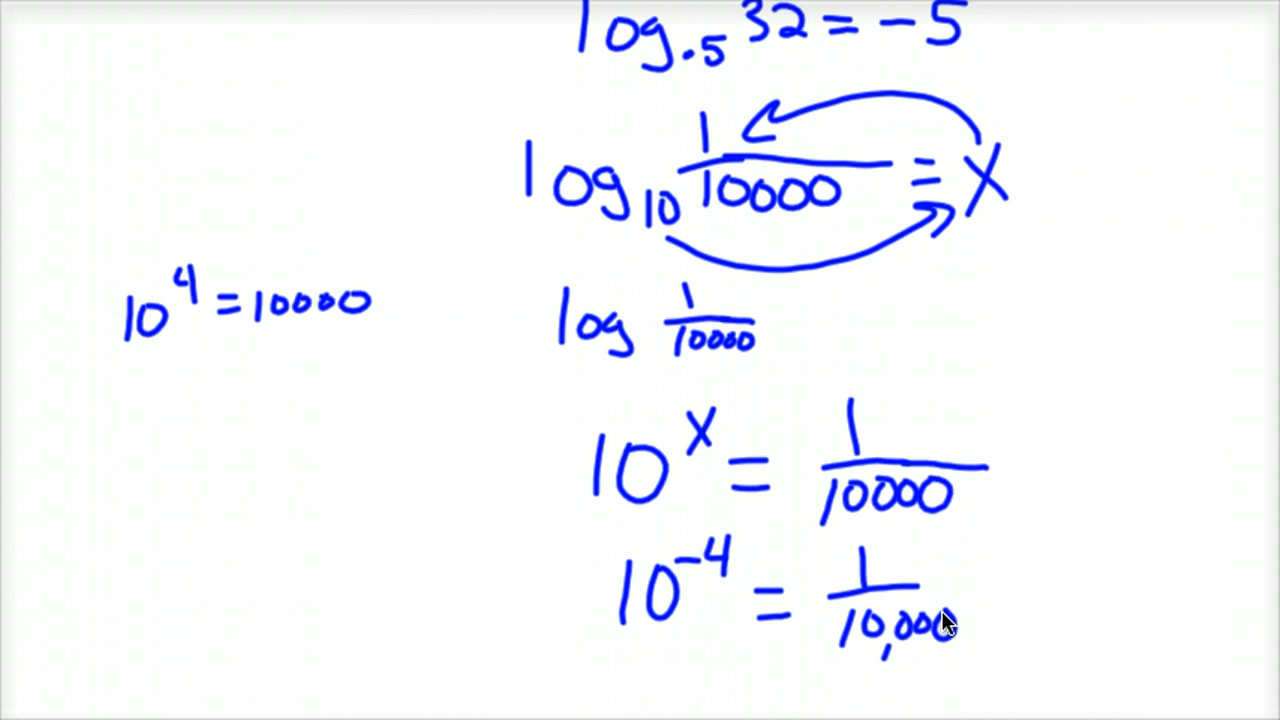 log.5 32 = -5
log10 1/10000 = X
10^4 = 10000
log 1/10000
10^X = 1/10000
10^-4 = 1/10,000